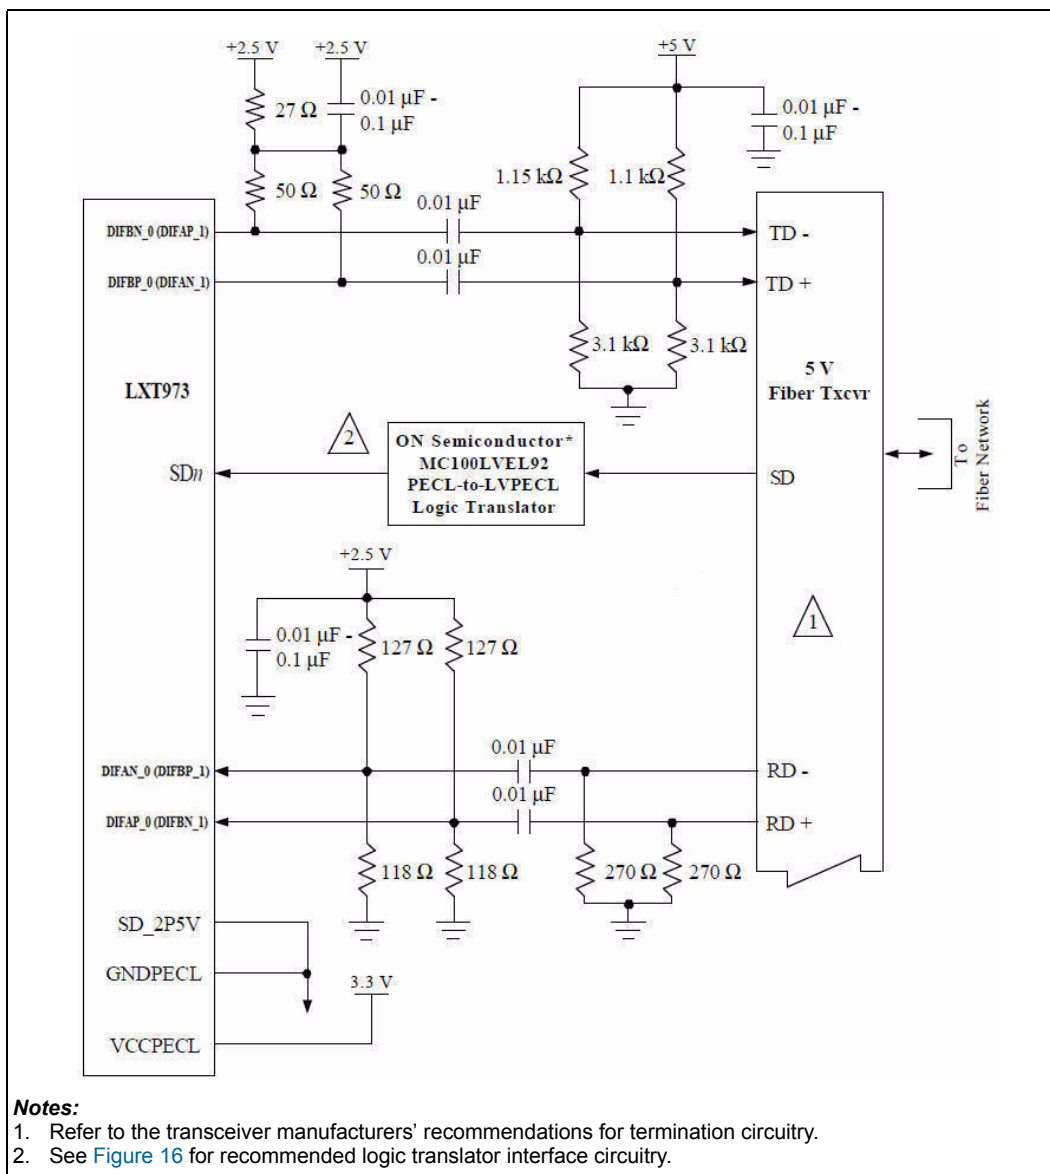 +2.5 V
+2.5 V
+5 V
27 Ω
0.01 µF -
0.1 µF
0.01 µF -
0.1 µF
50 Ω
50 Ω
1.15 kΩ
1.1 kΩ
0.01 µF
DIFBN_0 (DIFAP_1)
TD -
0.01 µF
DIFBP_0 (DIFAN_1)
TD +
3.1 kΩ
3.1 kΩ
LXT973
5 V
Fiber Txcvr
2
ON Semiconductor*
MC100LVEL92
PECL-to-LVPECL
Logic Translator
SDn
SD
To
Fiber Network
+2.5 V
0.01 µF -
0.1 µF
127 Ω
127 Ω
1
0.01 µF
DIFAN_0 (DIFBP_1)
RD -
0.01 µF
DIFAP_0 (DIFBN_1)
RD +
118 Ω
118 Ω
270 Ω
270 Ω
SD_2P5V
GNDPECL
3.3 V
VCCPECL
Notes:
1. Refer to the transceiver manufacturers' recommendations for termination circuitry.
2. See Figure 16 for recommended logic translator interface circuitry.